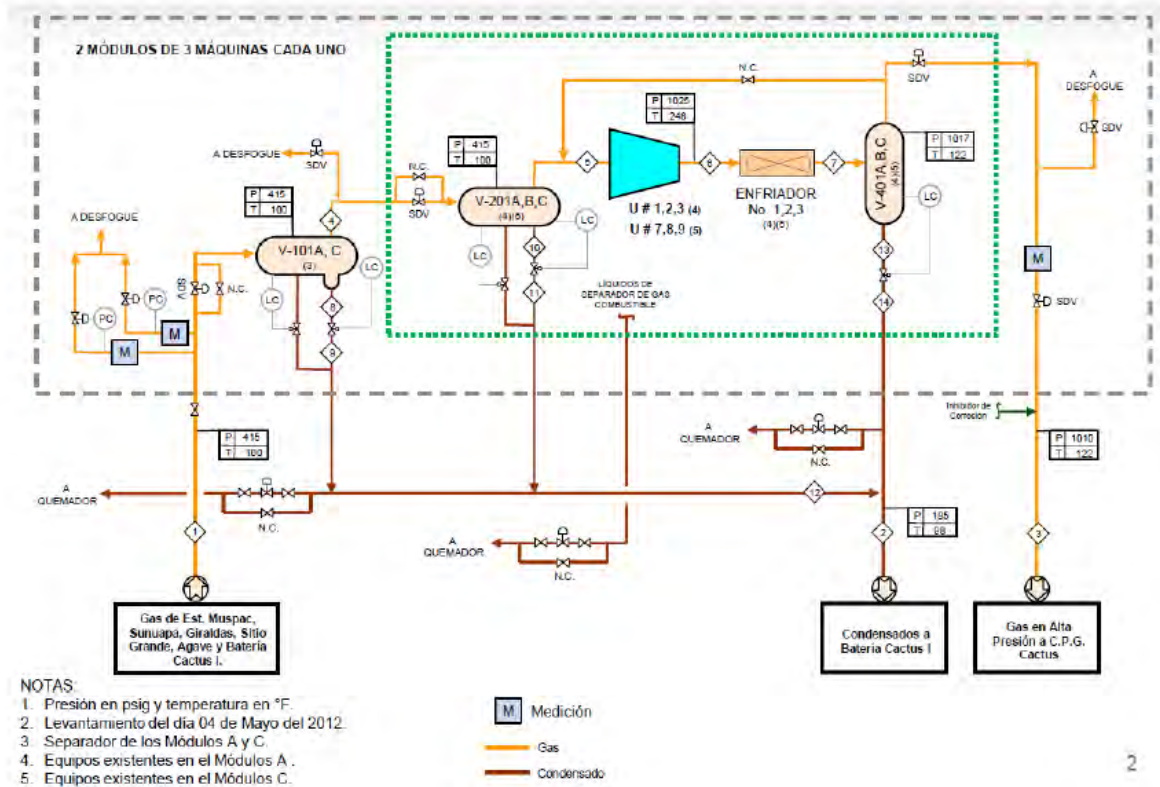 2 MÓDULOS DE 3 MÁQUINAS CADA UNO
N.C.
SDV
A
DESFOGUE
SDV
P 1025
T 246
P 415
T 100
A DESFOGUE
SDV
N.C.
SDV
P 415
T 100
4
V-201A,B,C
(4)(5)
5
6
7
ENFRIADOR
No. 1,2,3
(4)(5)
U # 1,2,3 (4)
U # 7,8,9 (5)
V-401A,B,C
(4)(5)
P 1017
T 122
LC
A DESFOGUE
V-101A, C
(3)
LC
LC
LC
LC
10
11
13
14
M
SDV
PC
PC
SDV
N.C.
M
M
8
9
LÍQUIDOS DE
SEPARADOR DE GAS
COMBUSTIBLE
Inhibidor de
Corrosión
P 415
T 100
A
QUEMADOR
N.C.
P 1010
T 122
A
QUEMADOR
N.C.
12
P 185
T 98
1
A
QUEMADOR
N.C.
2
3
Gas de Est. Muspac,
Sunuapa, Giraldas, Sitio
Grande, Agave y Batería
Cactus I.
Condensados a
Batería Cactus I
Gas en Alta
Presión a C.P.G.
Cactus
NOTAS:
1. Presión en psig y temperatura en °F.
2. Levantamiento del día 04 de Mayo del 2012.
3. Separador de los Módulos A y C.
4. Equipos existentes en el Módulos A .
5. Equipos existentes en el Módulos C.
M Medición
Gas
Condensado
2